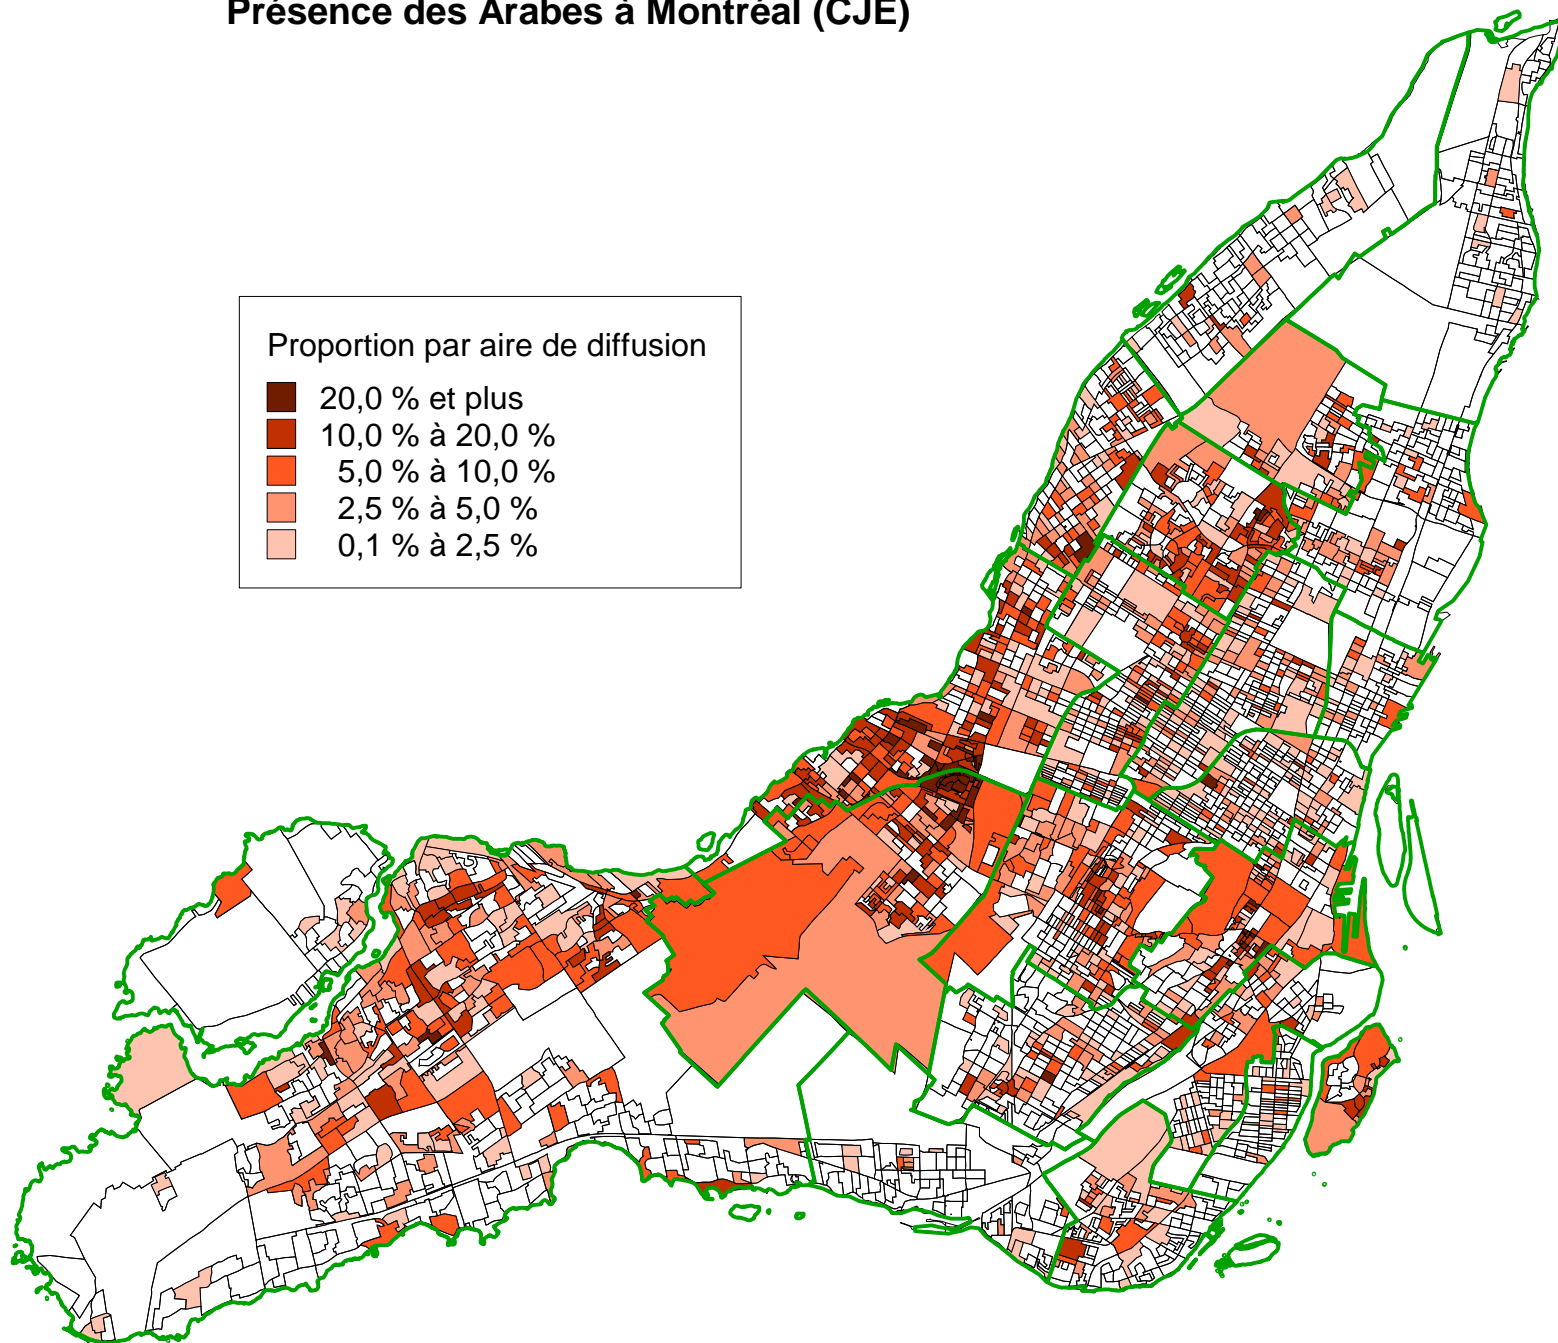 Présence des Arabes à Montréal (CJE)
Proportion par aire de diffusion
20,0 % et plus
10,0 % à 20,0 %
5,0 % à 10,0 %
2,5 % à 5,0 %
0,1 % à 2,5 %